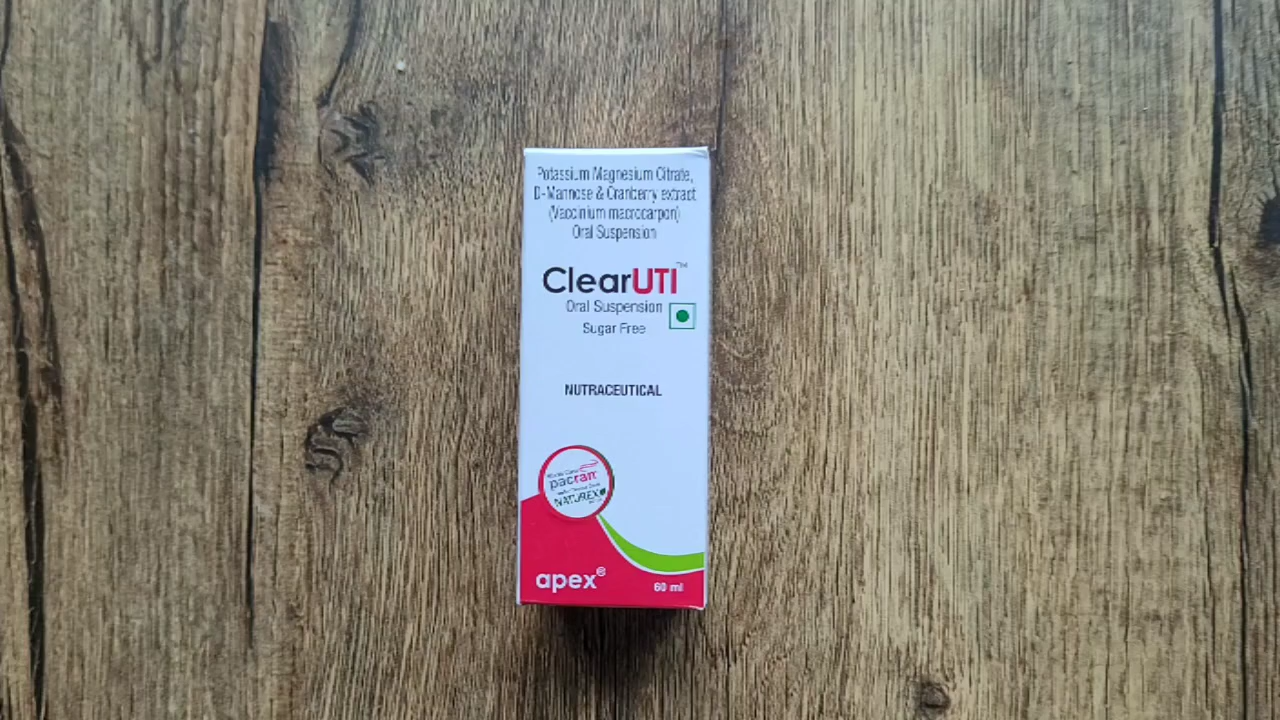 Potassium Magnesium Citrate,
D-Mannose & Cranberry extract
(Vaccinium macrocarpon)
Oral Suspension
ClearUTI™
Oral Suspension
Sugar Free
NUTRACEUTICAL
pacran
NATUREX
apex®
60 ml